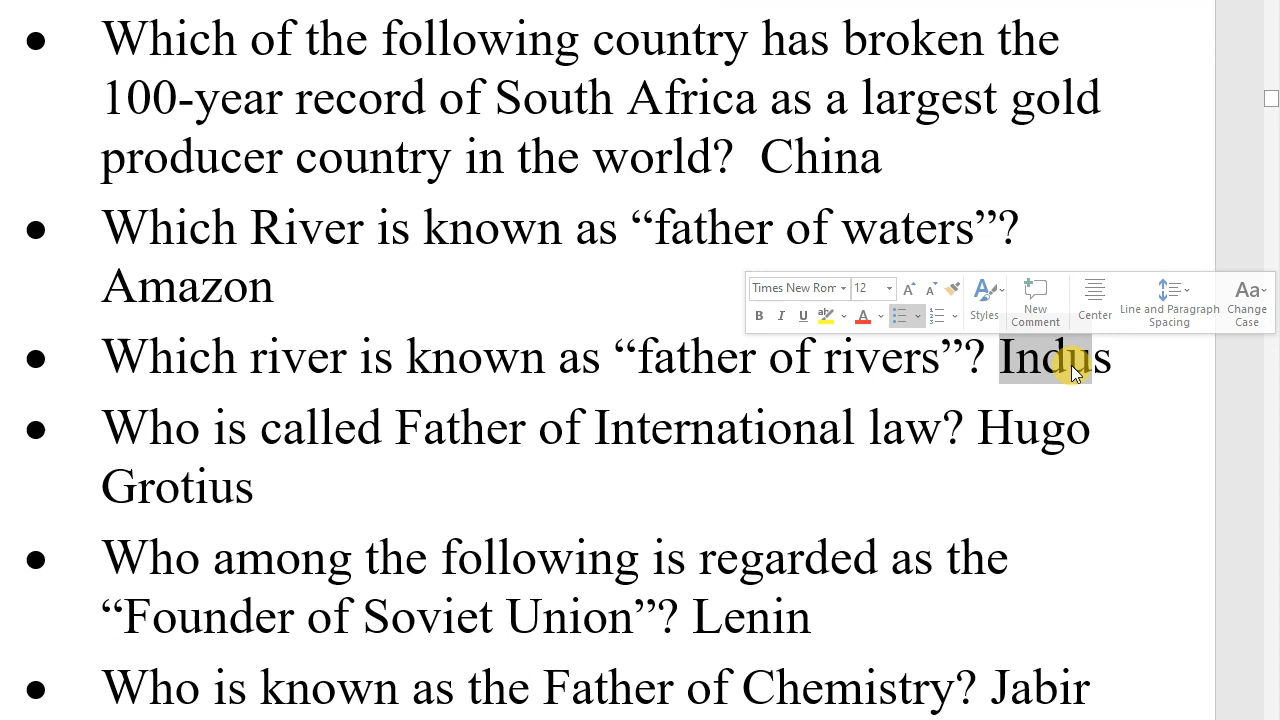 Which of the following country has broken the
100-year record of South Africa as a largest gold
producer country in the world? China
Which River is known as “father of waters”?
Amazon
Times New Ror 12
B I U
Styles
New
Comment
Center
Line and Paragraph
Spacing
Aa
Change
Case
Which river is known as “father of rivers”? Indus
Who is called Father of International law? Hugo
Grotius
Who among the following is regarded as the
“Founder of Soviet Union”? Lenin
Who is known as the Father of Chemistry? Jabir